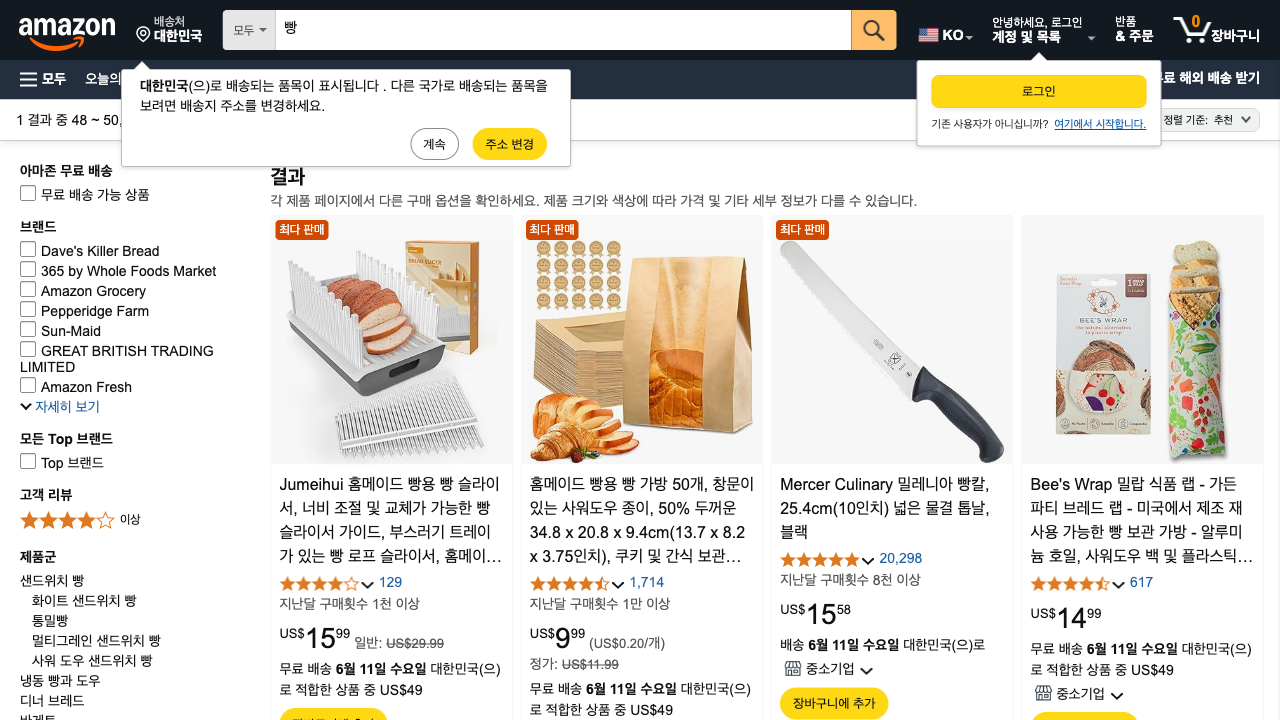 amazon
배송처
대한민국
모두
빵
KO
안녕하세요, 로그인
계정 및 목록
반품
& 주문
0
장바구니
모두
오늘의
대한민국(으)로 배송되는 품목이 표시됩니다 . 다른 국가로 배송되는 품목을
보려면 배송지 주소를 변경하세요.
계속
주소 변경
로그인
기존 사용자가 아니십니까? 여기에서 시작합니다.
해외 배송 받기
1 결과 중 48 ~ 50,
정렬 기준: 추천
아마존 무료 배송
무료 배송 가능 상품
브랜드
Dave's Killer Bread
365 by Whole Foods Market
Amazon Grocery
Pepperidge Farm
Sun-Maid
GREAT BRITISH TRADING
LIMITED
Amazon Fresh
자세히 보기
모든 Top 브랜드
Top 브랜드
고객 리뷰
이상
제품군
샌드위치 빵
화이트 샌드위치 빵
통밀빵
멀티그레인 샌드위치 빵
사워 도우 샌드위치 빵
냉동 빵과 도우
디너 브레드
바게트
결과
각 제품 페이지에서 다른 구매 옵션을 확인하세요. 제품 크기와 색상에 따라 가격 및 기타 세부 정보가 다를 수 있습니다.
최다 판매
BREAD SLICER
Jumeihui 홈메이드 빵용 빵 슬라이
서, 너비 조절 및 교체가 가능한 빵
슬라이서 가이드, 부스러기 트레이
가 있는 빵 로프 슬라이서, 홈메이…
129
지난달 구매횟수 1천 이상
US$15.99 일반: US$29.99
무료 배송 6월 11일 수요일 대한민국(으)
로 적합한 상품 중 US$49
최다 판매
홈메이드 빵용 빵 가방 50개, 창문이
있는 사워도우 종이, 50% 두꺼운
34.8 x 20.8 x 9.4cm(13.7 x 8.2
x 3.75인치), 쿠키 및 간식 보관…
1,714
지난달 구매횟수 1만 이상
US$9.99 (US$0.20/개)
정가: US$11.99
무료 배송 6월 11일 수요일 대한민국(으)
로 적합한 상품 중 US$49
최다 판매
Mercer Culinary 밀레니아 빵칼,
25.4cm(10인치) 넓은 물결 톱날,
블랙
20,298
지난달 구매횟수 8천 이상
US$15.58
배송 6월 11일 수요일 대한민국(으)로
중소기업
장바구니에 추가
BEE'S WRAP
Bee's Wrap 밀랍 식품 랩 - 가든
파티 브레드 랩 - 미국에서 제조 재
사용 가능한 빵 보관 가방 - 알루미
늄 호일, 사워도우 백 및 플라스틱…
617
US$14.99
무료 배송 6월 11일 수요일 대한민국(으)
로 적합한 상품 중 US$49
중소기업